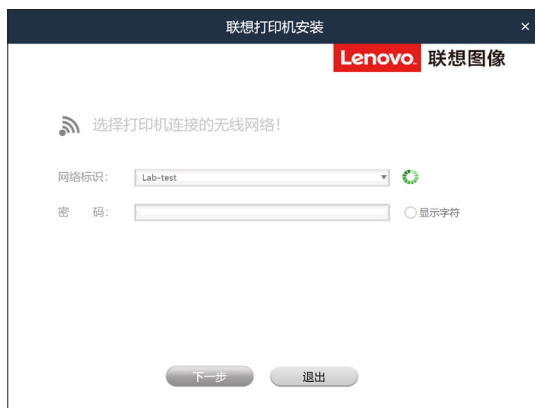 联想打印机安装
Lenovo. 联想图像
选择打印机连接的无线网络！
网络标识： Lab-test
密 码： 显示字符
下一步 退出